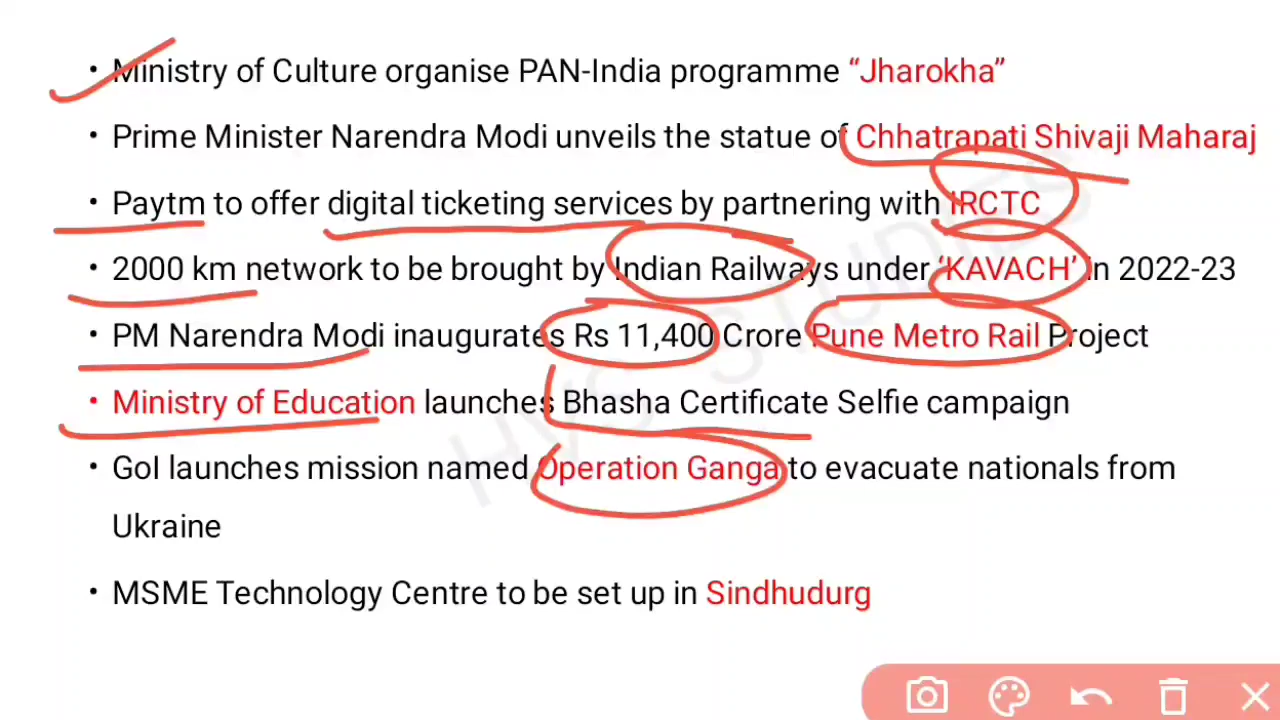 • Ministry of Culture organise PAN-India programme “Jharokha”
• Prime Minister Narendra Modi unveils the statue of Chhatrapati Shivaji Maharaj
• Paytm to offer digital ticketing services by partnering with IRCTC
• 2000 km network to be brought by Indian Railways under ‘KAVACH’ in 2022-23
• PM Narendra Modi inaugurates Rs 11,400 Crore Pune Metro Rail Project
• Ministry of Education launches Bhasha Certificate Selfie campaign
• GoI launches mission named Operation Ganga to evacuate nationals from
Ukraine
• MSME Technology Centre to be set up in Sindhudurg